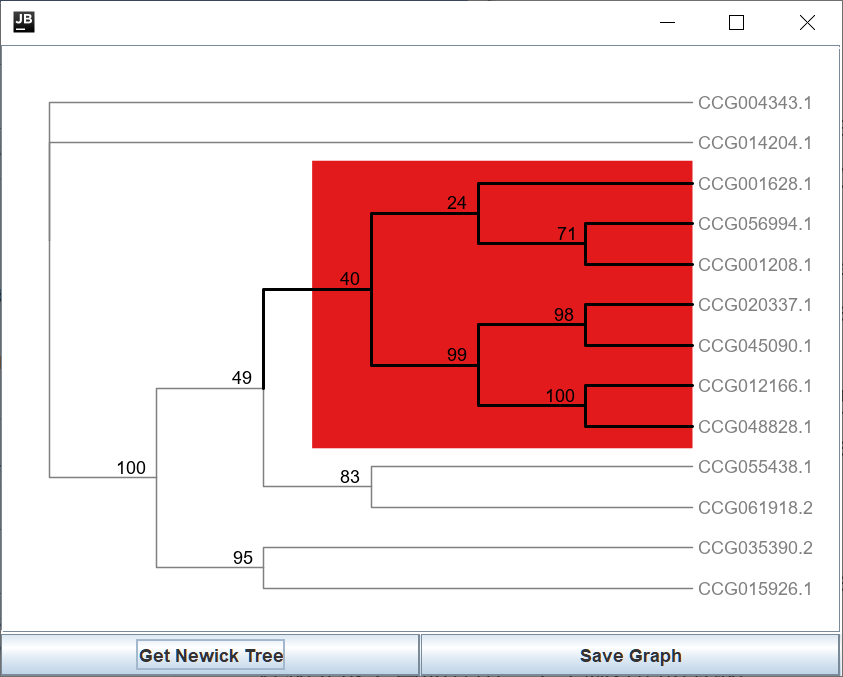 JB
CCG004343.1
CCG014204.1
CCG001628.1
24
CCG056994.1
71
CCG001208.1
40
CCG020337.1
98
CCG045090.1
99
CCG012166.1
100
CCG048828.1
49
CCG055438.1
83
100
CCG061918.2
CCG035390.2
95
CCG015926.1
Get Newick Tree
Save Graph